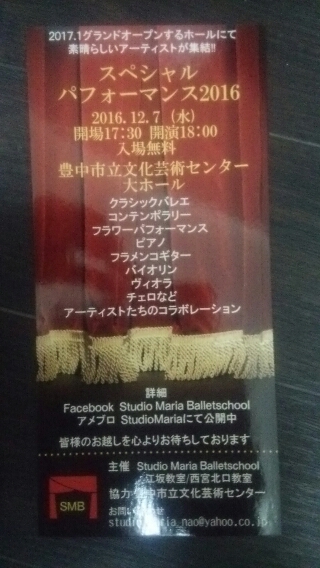 2017.1グランドオープンするホールにて
素晴らしいアーティストが集結!!
スペシャル
パフォーマンス2016
2016.12.7（水）
開場17:30 開演18:00
入場無料
豊中市立文化芸術センター
大ホール
クラシックバレエ
コンテンポラリー
フラワーパフォーマンス
ピアノ
フラメンコギター
バイオリン
ヴィオラ
チェロなど
アーティストたちのコラボレーション
詳細
Facebook Studio Maria Balletschool
アメブロ StudioMariaにて公開中
皆様のお越しを心よりお待ちしております
主催 Studio Maria Balletschool
江坂教室/西宮北口教室
協力 豊中市立文化芸術センター
SMB
お問い合わせ